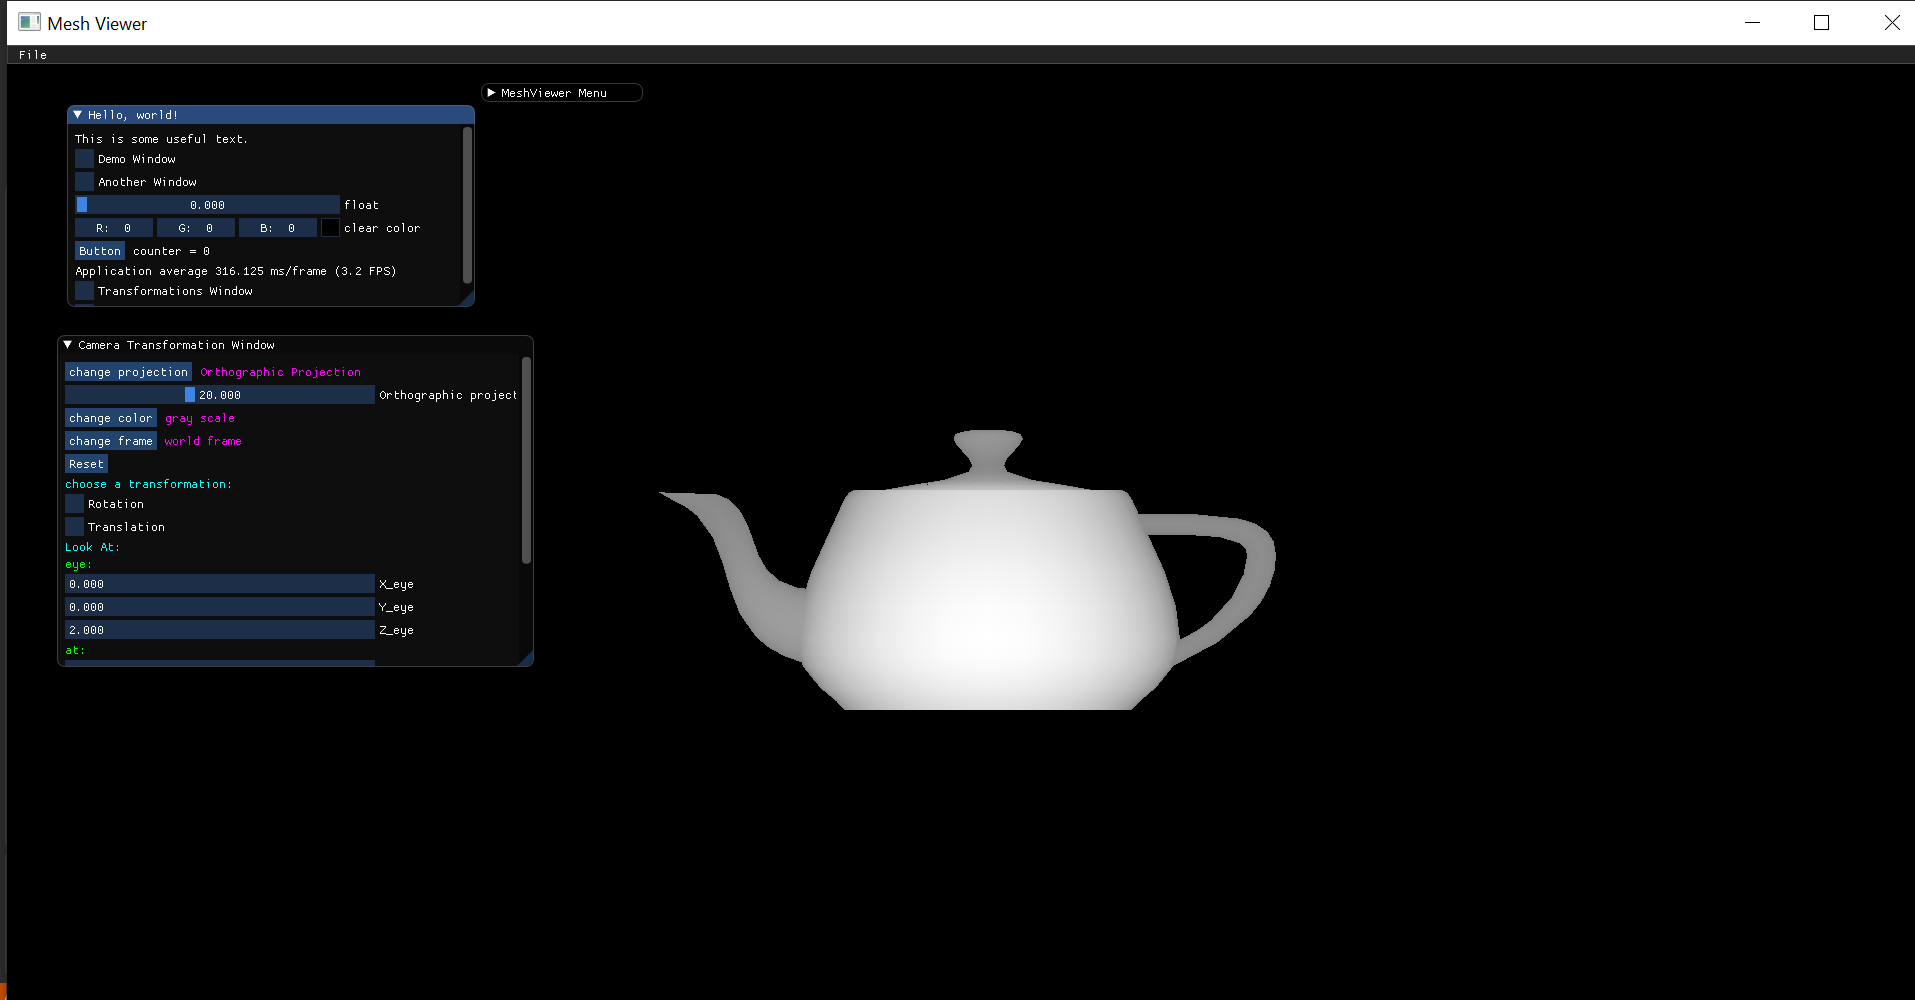 Mesh Viewer
File
MeshViewer Menu
Hello, world!
This is some useful text.
Demo Window
Another Window
0.000 float
R: 0 G: 0 B: 0 clear color
Button counter = 0
Application average 316.125 ms/frame (3.2 FPS)
Transformations Window
Camera Transformation Window
change projection Orthographic Projection
20.000 Orthographic project
change color gray scale
change frame world frame
Reset
choose a transformation:
Rotation
Translation
Look At:
eye:
0.000 X_eye
0.000 Y_eye
2.000 Z_eye
at: